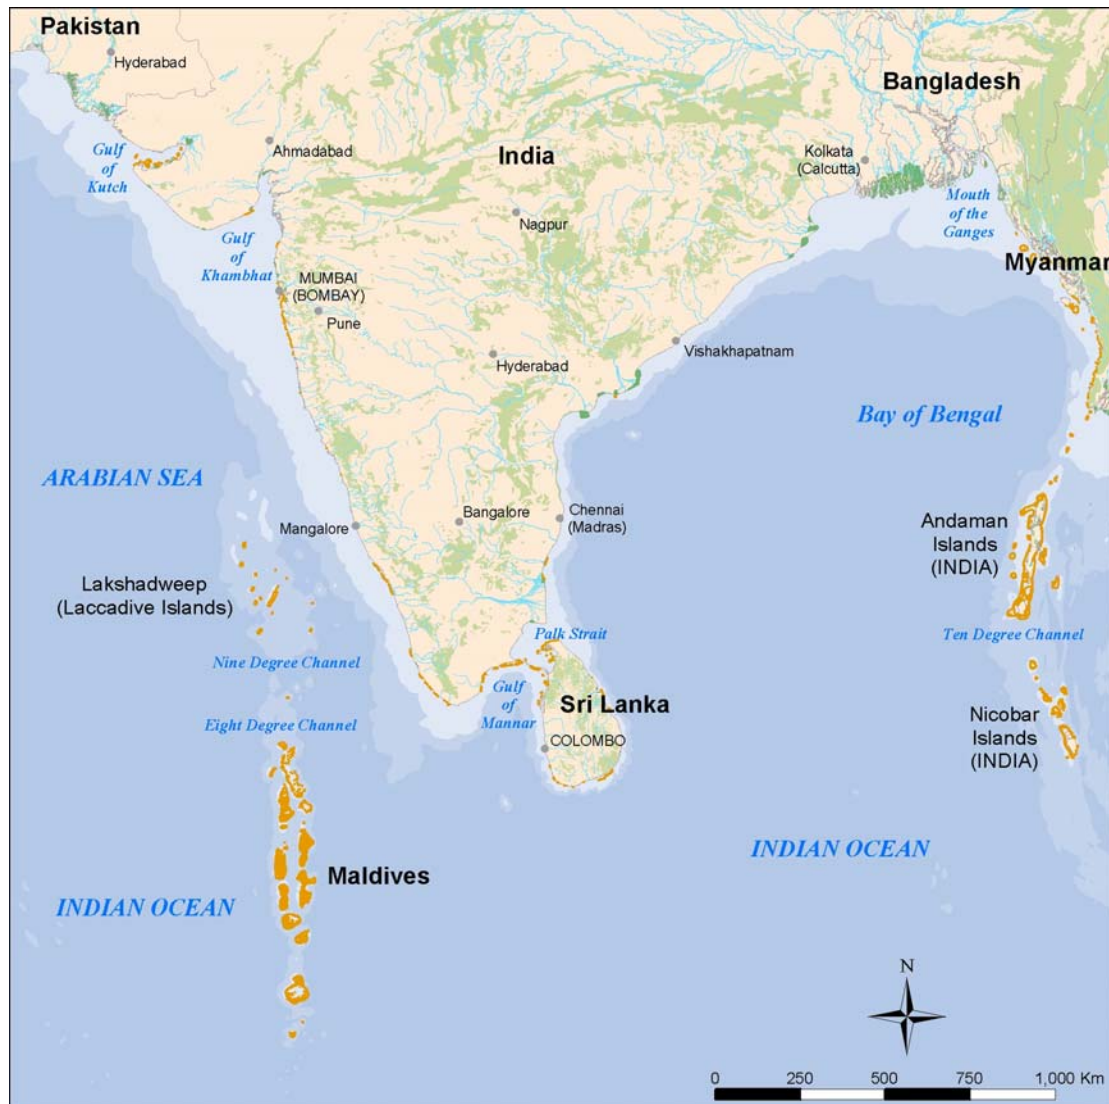 Pakistan
Hyderabad
Bangladesh
Gulf
of
Kutch
Ahmadabad
India
Kolkata
(Calcutta)
Mouth
of the
Ganges
Nagpur
Gulf
of
Khambhat
Myanmar
MUMBAI
(BOMBAY)
Pune
Hyderabad
Vishakhapatnam
Bay of Bengal
ARABIAN SEA
Mangalore
Bangalore
Chennai
(Madras)
Andaman
Islands
(INDIA)
Lakshadweep
(Laccadive Islands)
Palk Strait
Ten Degree Channel
Nine Degree Channel
Gulf
of
Mannar
Sri Lanka
Eight Degree Channel
COLOMBO
Nicobar
Islands
(INDIA)
INDIAN OCEAN
Maldives
INDIAN OCEAN
N
0 250 500 750 1,000 Km